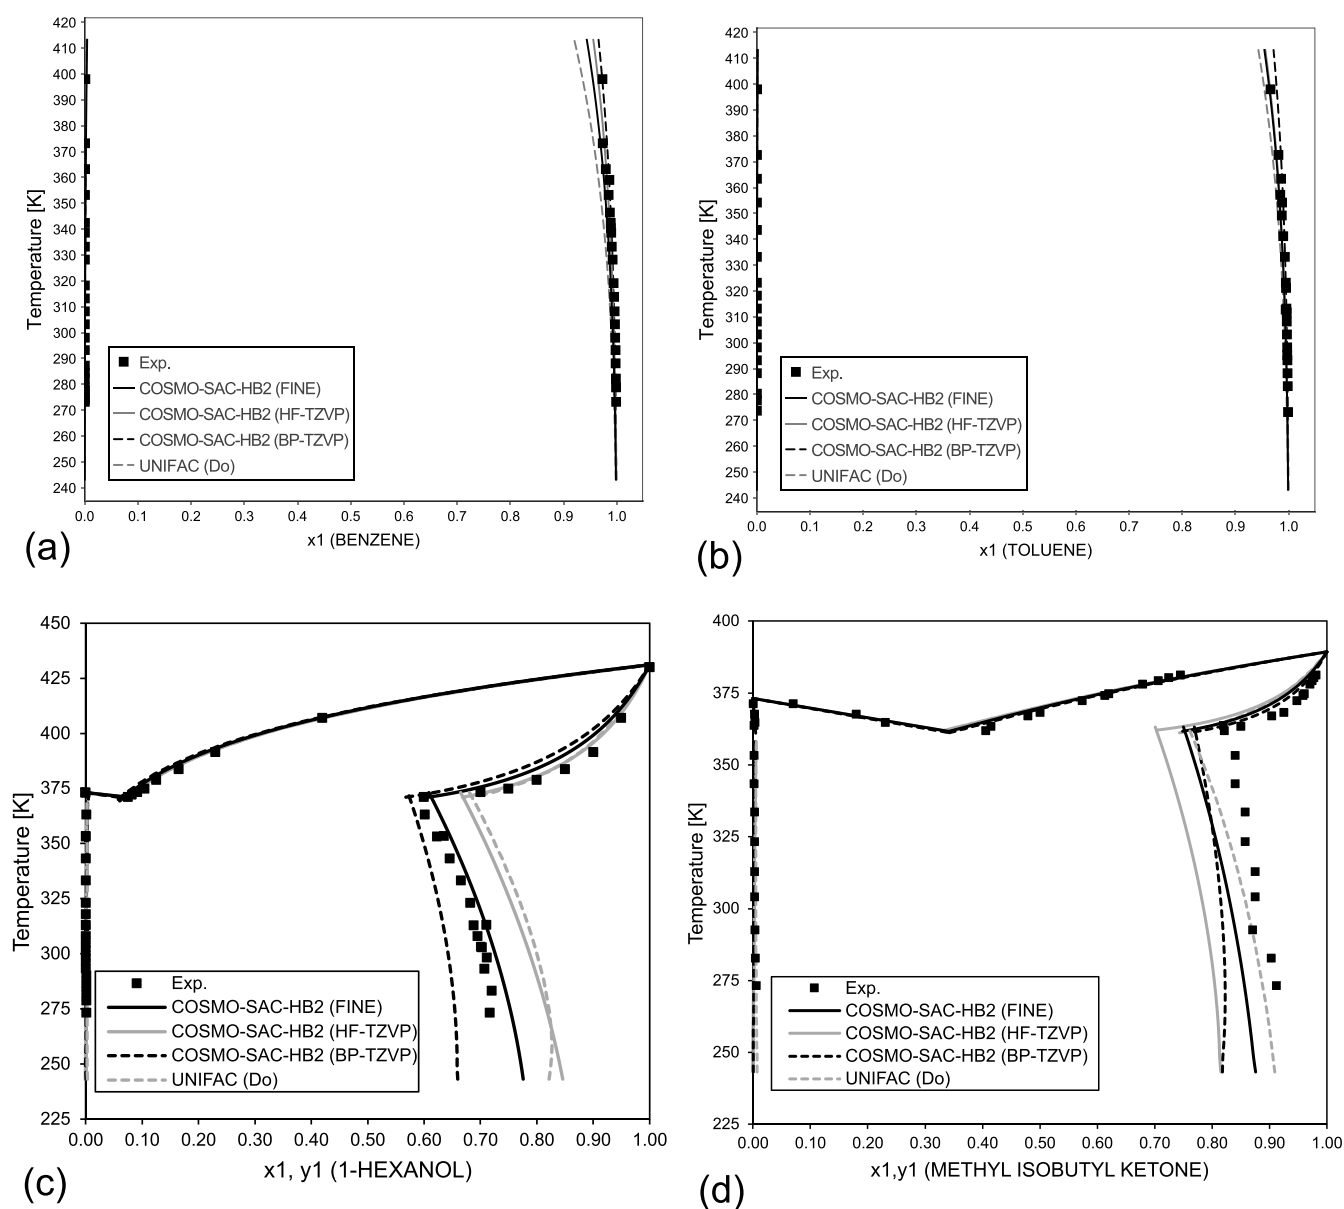 420
410
400
390
380
370
360
350
340
330
320
310
300
290
280
270
260
250
240
Temperature [K]
Exp.
COSMO-SAC-HB2 (FINE)
COSMO-SAC-HB2 (HF-TZVP)
COSMO-SAC-HB2 (BP-TZVP)
UNIFAC (Do)
0.0 0.1 0.2 0.3 0.4 0.5 0.6 0.7 0.8 0.9 1.0
x1 (BENZENE)
(a)
420
410
400
390
380
370
360
350
340
330
320
310
300
290
280
270
260
250
240
Temperature [K]
Exp.
COSMO-SAC-HB2 (FINE)
COSMO-SAC-HB2 (HF-TZVP)
COSMO-SAC-HB2 (BP-TZVP)
UNIFAC (Do)
0.0 0.1 0.2 0.3 0.4 0.5 0.6 0.7 0.8 0.9 1.0
x1 (TOLUENE)
(b)
450
425
400
375
350
325
300
275
250
225
Temperature [K]
Exp.
COSMO-SAC-HB2 (FINE)
COSMO-SAC-HB2 (HF-TZVP)
COSMO-SAC-HB2 (BP-TZVP)
UNIFAC (Do)
0.00 0.10 0.20 0.30 0.40 0.50 0.60 0.70 0.80 0.90 1.00
x1, y1 (1-HEXANOL)
(c)
400
375
350
325
300
275
250
225
Temperature [K]
Exp.
COSMO-SAC-HB2 (FINE)
COSMO-SAC-HB2 (HF-TZVP)
COSMO-SAC-HB2 (BP-TZVP)
UNIFAC (Do)
0.00 0.10 0.20 0.30 0.40 0.50 0.60 0.70 0.80 0.90 1.00
x1,y1 (METHYL ISOBUTYL KETONE)
(d)